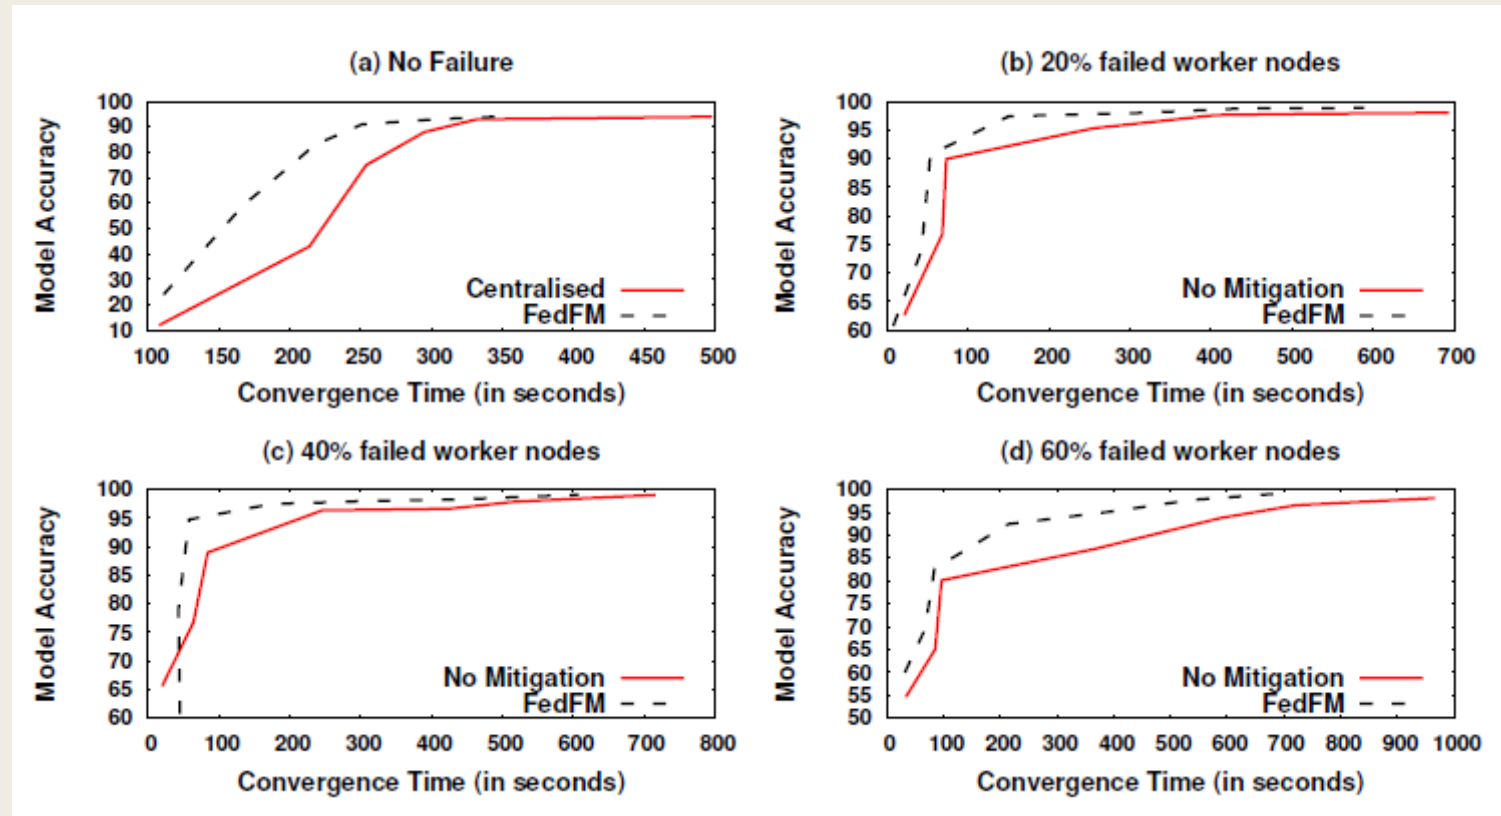 (a) No Failure
Model Accuracy
100
90
80
70
60
50
40
30
20
10
Centralised
FedFM
100 150 200 250 300 350 400 450 500
Convergence Time (in seconds)
(b) 20% failed worker nodes
Model Accuracy
100
95
90
85
80
75
70
65
60
No Mitigation
FedFM
0 100 200 300 400 500 600 700
Convergence Time (in seconds)
(c) 40% failed worker nodes
Model Accuracy
100
95
90
85
80
75
70
65
60
No Mitigation
FedFM
0 100 200 300 400 500 600 700 800
Convergence Time (in seconds)
(d) 60% failed worker nodes
Model Accuracy
100
95
90
85
80
75
70
65
60
55
50
No Mitigation
FedFM
0 100 200 300 400 500 600 700 800 900 1000
Convergence Time (in seconds)